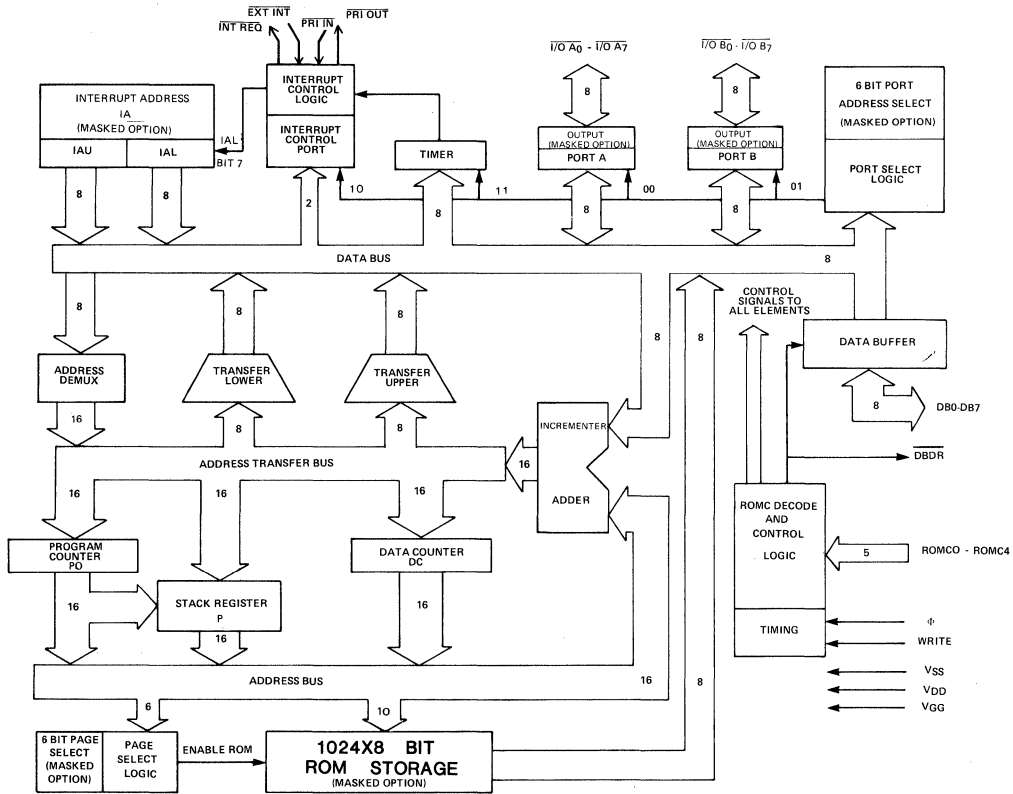 EXT INT
INT REQ
PRI IN
PRI OUT
I/O A0 - I/O A7
I/O B0 - I/O B7
INTERRUPT ADDRESS
IA
(MASKED OPTION)
IAU
IAL
IAL
BIT 7
INTERRUPT
CONTROL
LOGIC
INTERRUPT
CONTROL
PORT
TIMER
8
OUTPUT
(MASKED OPTION)
PORT A
8
OUTPUT
(MASKED OPTION)
PORT B
6 BIT PORT
ADDRESS SELECT
(MASKED OPTION)
PORT SELECT
LOGIC
8
8
2
10
8
11
8
00
8
01
DATA BUS
8
8
8
8
8
8
CONTROL
SIGNALS TO
ALL ELEMENTS
DATA BUFFER
ADDRESS
DEMUX
TRANSFER
LOWER
TRANSFER
UPPER
16
8
8
INCREMENTER
ADDER
8
DB0-DB7
ADDRESS TRANSFER BUS
16
DBDR
16
16
16
ROMC DECODE
AND
CONTROL
LOGIC
5
ROMCO - ROMC4
PROGRAM
COUNTER
PO
DATA COUNTER
DC
16
STACK REGISTER
P
16
16
TIMING
Φ
WRITE
VSS
VDD
VGG
ADDRESS BUS
16
8
6
10
6 BIT PAGE
SELECT
(MASKED
OPTION)
PAGE
SELECT
LOGIC
ENABLE ROM
1024X8 BIT
ROM STORAGE
(MASKED OPTION)